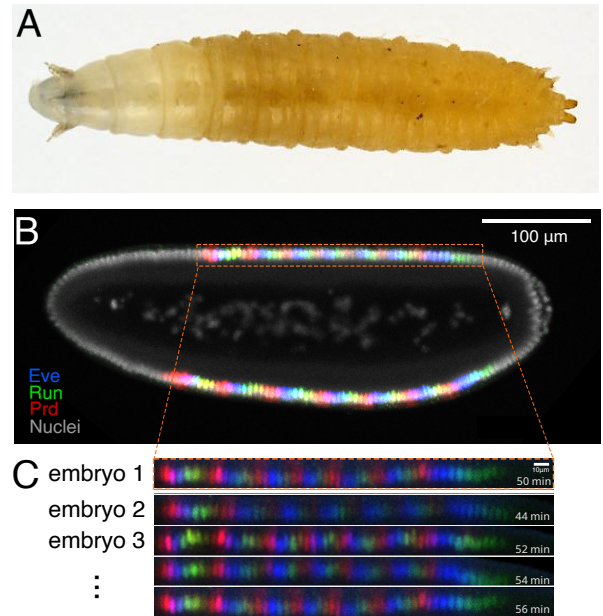 A
B
100 µm
Eve
Run
Prd
Nuclei
C
embryo 1
10µm
50 min
embryo 2
44 min
embryo 3
52 min
⋮
54 min
56 min